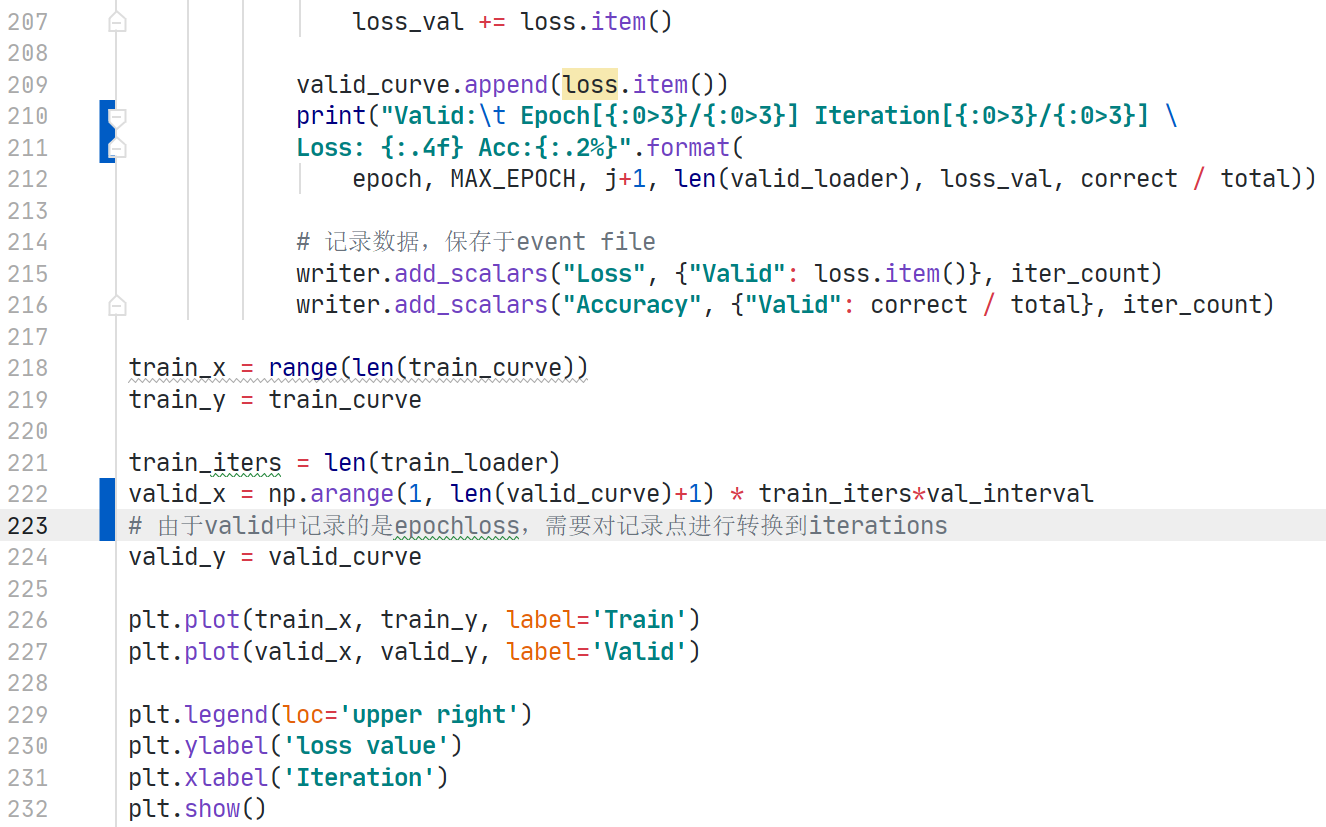 207 loss_val += loss.item()
208
209 valid_curve.append(loss.item())
210 print("Valid:\t Epoch[{:0>3}/{:0>3}] Iteration[{:0>3}/{:0>3}] \
211 Loss: {:.4f} Acc:{:.2%}".format(
212 epoch, MAX_EPOCH, j+1, len(valid_loader), loss_val, correct / total))
213
214 # 记录数据，保存于event file
215 writer.add_scalars("Loss", {"Valid": loss.item()}, iter_count)
216 writer.add_scalars("Accuracy", {"Valid": correct / total}, iter_count)
217
218 train_x = range(len(train_curve))
219 train_y = train_curve
220
221 train_iters = len(train_loader)
222 valid_x = np.arange(1, len(valid_curve)+1) * train_iters*val_interval
223 # 由于valid中记录的是epochloss，需要对记录点进行转换到iterations
224 valid_y = valid_curve
225
226 plt.plot(train_x, train_y, label='Train')
227 plt.plot(valid_x, valid_y, label='Valid')
228
229 plt.legend(loc='upper right')
230 plt.ylabel('loss value')
231 plt.xlabel('Iteration')
232 plt.show()